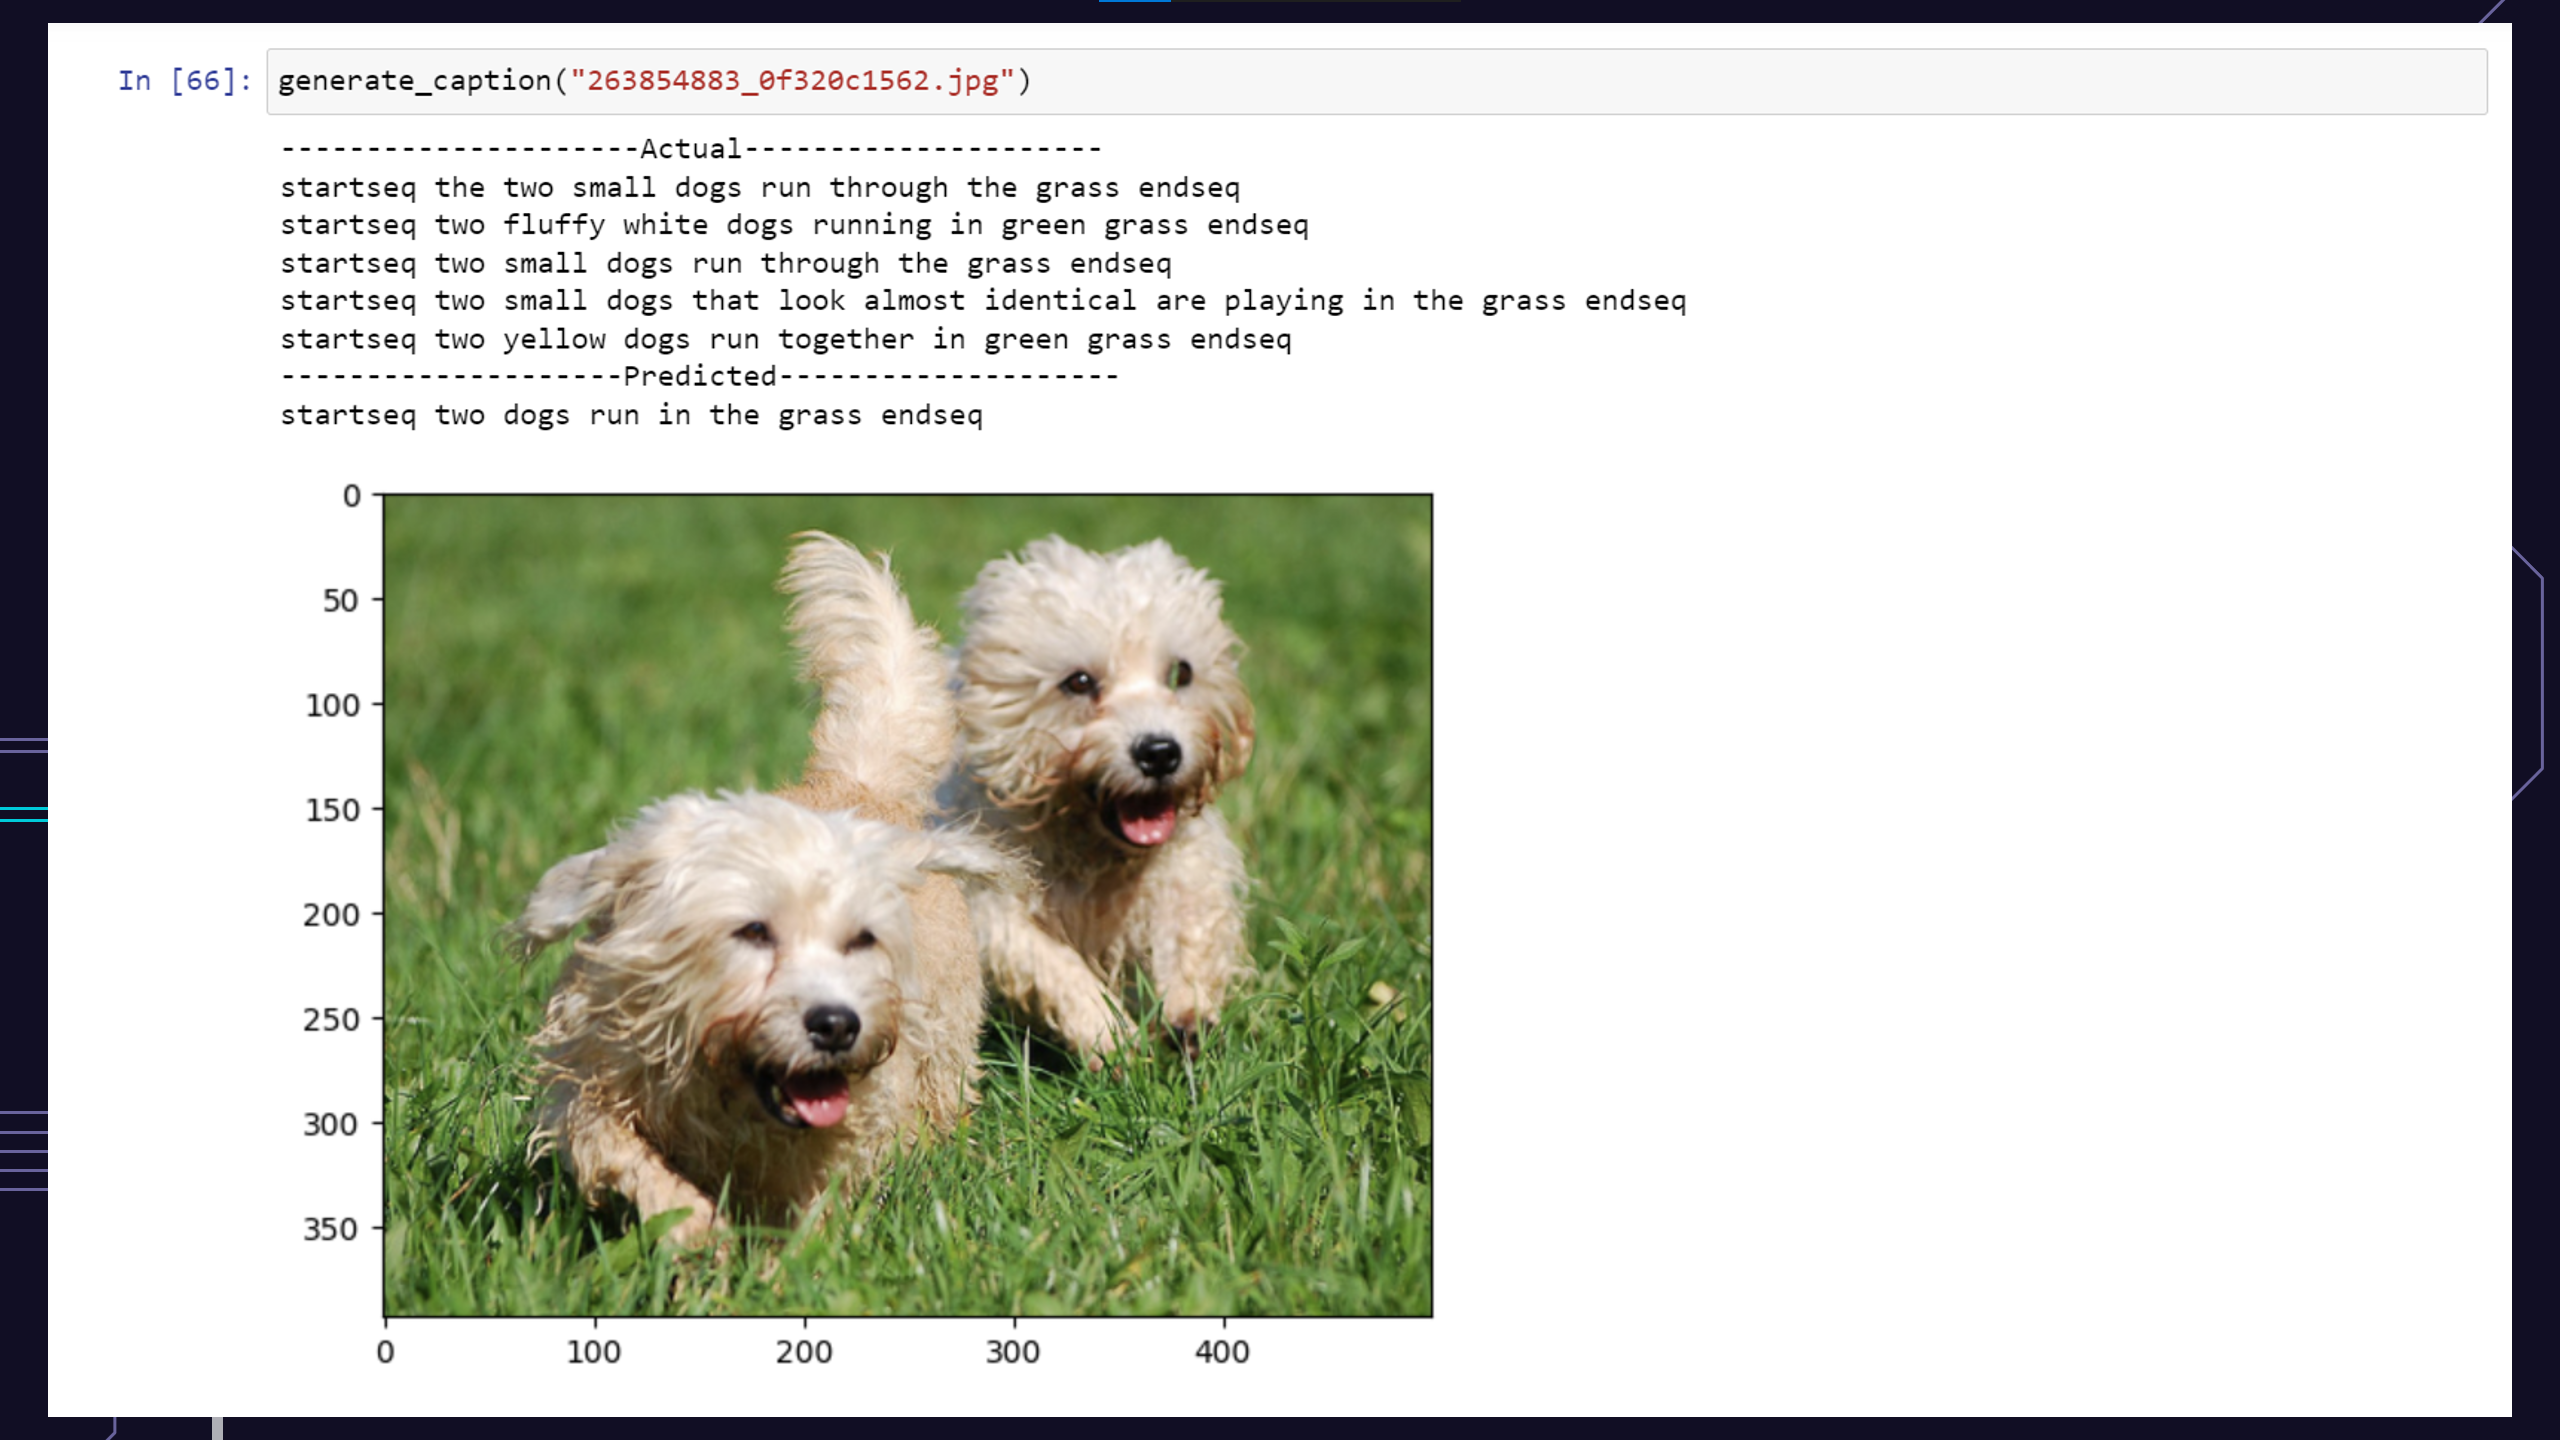 In [66]: generate_caption("263854883_0f320c1562.jpg")
---------------------Actual---------------------
startseq the two small dogs run through the grass endseq
startseq two fluffy white dogs running in green grass endseq
startseq two small dogs run through the grass endseq
startseq two small dogs that look almost identical are playing in the grass endseq
startseq two yellow dogs run together in green grass endseq
--------------------Predicted--------------------
startseq two dogs run in the grass endseq
0
50
100
150
200
250
300
350
0 100 200 300 400